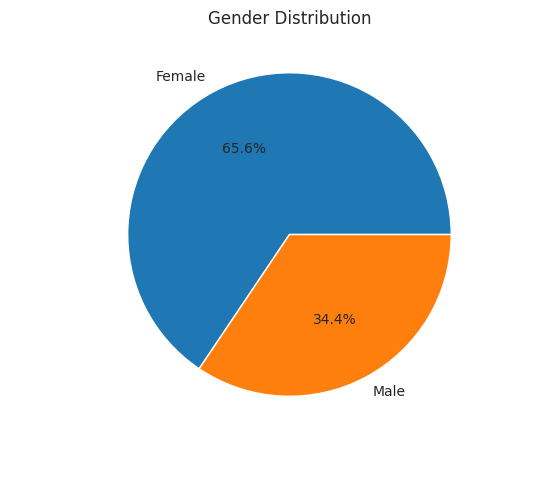 Gender Distribution
Female
65.6%
34.4%
Male